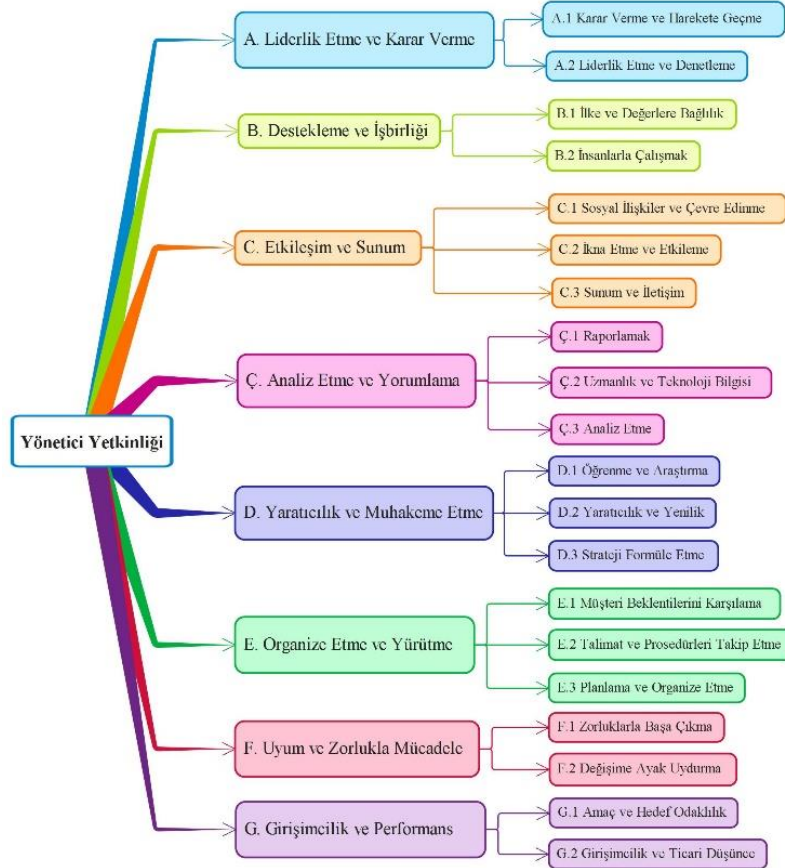 Yönetici Yetkinliği
A. Liderlik Etme ve Karar Verme
A.1 Karar Verme ve Harekete Geçme
A.2 Liderlik Etme ve Denetleme
B. Destekleme ve İşbirliği
B.1 İlke ve Değerlere Bağlılık
B.2 İnsanlarla Çalışmak
C. Etkileşim ve Sunum
C.1 Sosyal İlişkiler ve Çevre Edinme
C.2 İkna Etme ve Etkileme
C.3 Sunum ve İletişim
Ç. Analiz Etme ve Yorumlama
Ç.1 Raporlamak
Ç.2 Uzmanlık ve Teknoloji Bilgisi
Ç.3 Analiz Etme
D. Yaratıcılık ve Muhakeme Etme
D.1 Öğrenme ve Araştırma
D.2 Yaratıcılık ve Yenilik
D.3 Strateji Formüle Etme
E. Organize Etme ve Yürütme
E.1 Müşteri Beklentilerini Karşılama
E.2 Talimat ve Prosedürleri Takip Etme
E.3 Planlama ve Organize Etme
F. Uyum ve Zorlukla Mücadele
F.1 Zorluklarla Başa Çıkma
F.2 Değişime Ayak Uydurma
G. Girişimcilik ve Performans
G.1 Amaç ve Hedef Odaklılık
G.2 Girişimcilik ve Ticari Düşünce